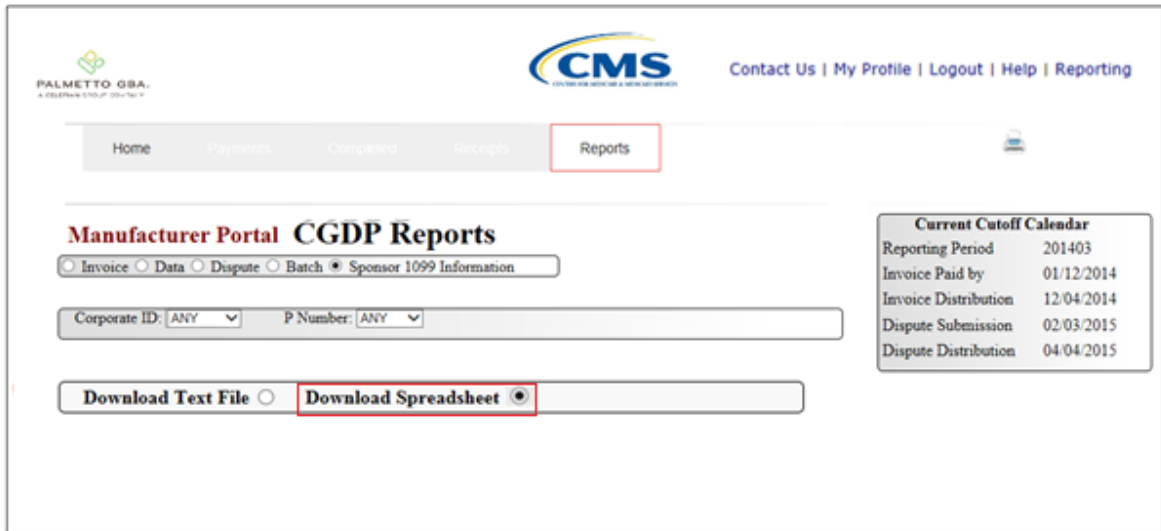 PALMETTO GBA.
CMS
Contact Us | My Profile | Logout | Help | Reporting
Home Payments Completed Receipts Reports
Manufacturer Portal CGDP Reports
Invoice Data Dispute Batch Sponsor 1099 Information
Corporate ID: ANY P Number: ANY
Download Text File Download Spreadsheet
Current Cutoff Calendar
Reporting Period 201403
Invoice Paid by 01/12/2014
Invoice Distribution 12/04/2014
Dispute Submission 02/03/2015
Dispute Distribution 04/04/2015